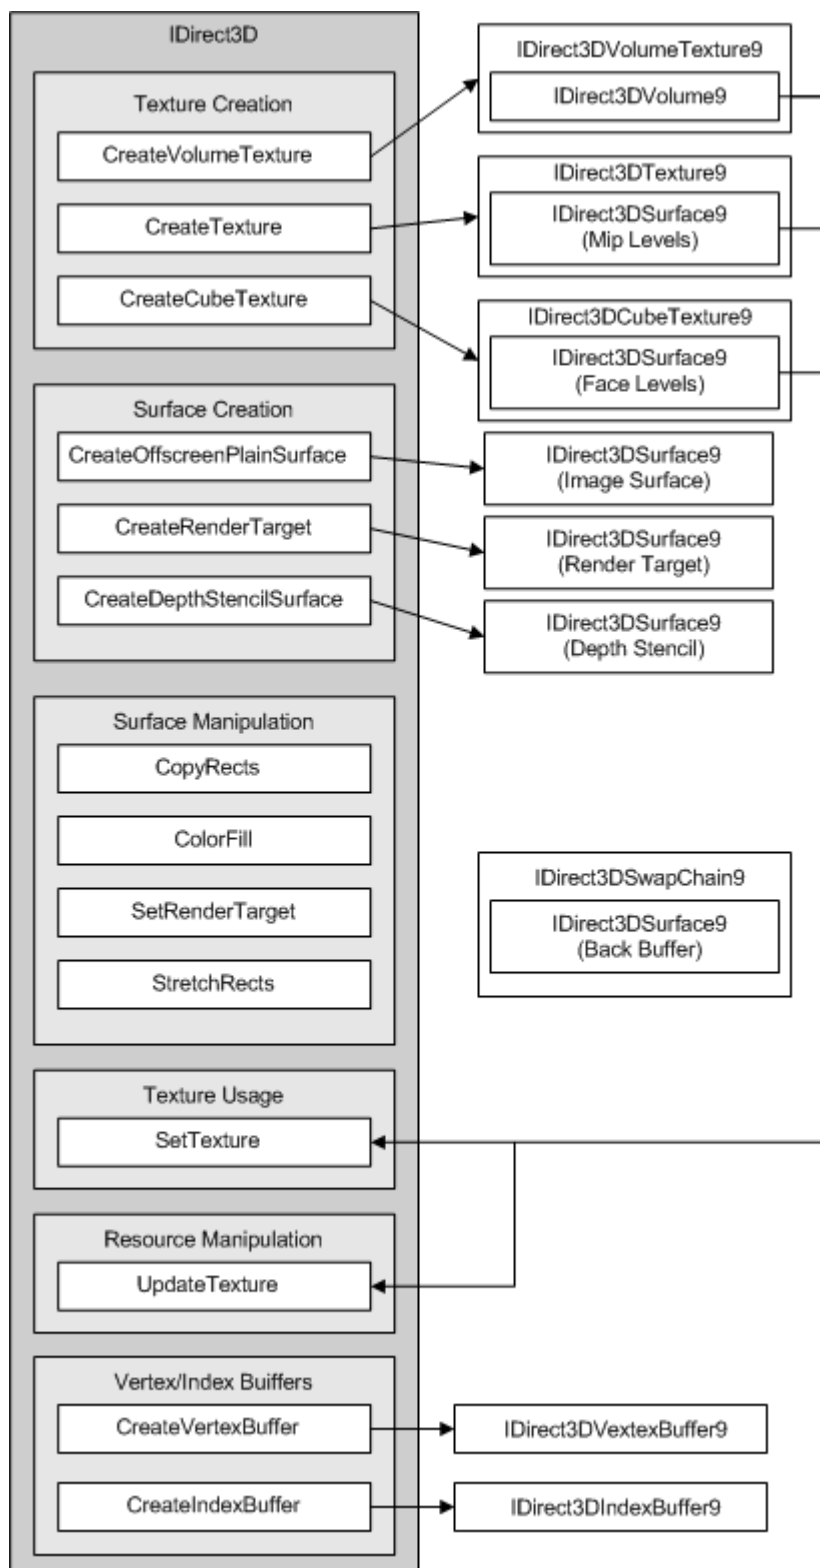 IDirect3D
Texture Creation
CreateVolumeTexture
CreateTexture
CreateCubeTexture
Surface Creation
CreateOffscreenPlainSurface
CreateRenderTarget
CreateDepthStencilSurface
Surface Manipulation
CopyRects
ColorFill
SetRenderTarget
StretchRects
Texture Usage
SetTexture
Resource Manipulation
UpdateTexture
Vertex/Index Buiffers
CreateVertexBuffer
CreateIndexBuffer
IDirect3DVolumeTexture9
IDirect3DVolume9
IDirect3DTexture9
IDirect3DSurface9
(Mip Levels)
IDirect3DCubeTexture9
IDirect3DSurface9
(Face Levels)
IDirect3DSurface9
(Image Surface)
IDirect3DSurface9
(Render Target)
IDirect3DSurface9
(Depth Stencil)
IDirect3DSwapChain9
IDirect3DSurface9
(Back Buffer)
IDirect3DVextexBuffer9
IDirect3DIndexBuffer9